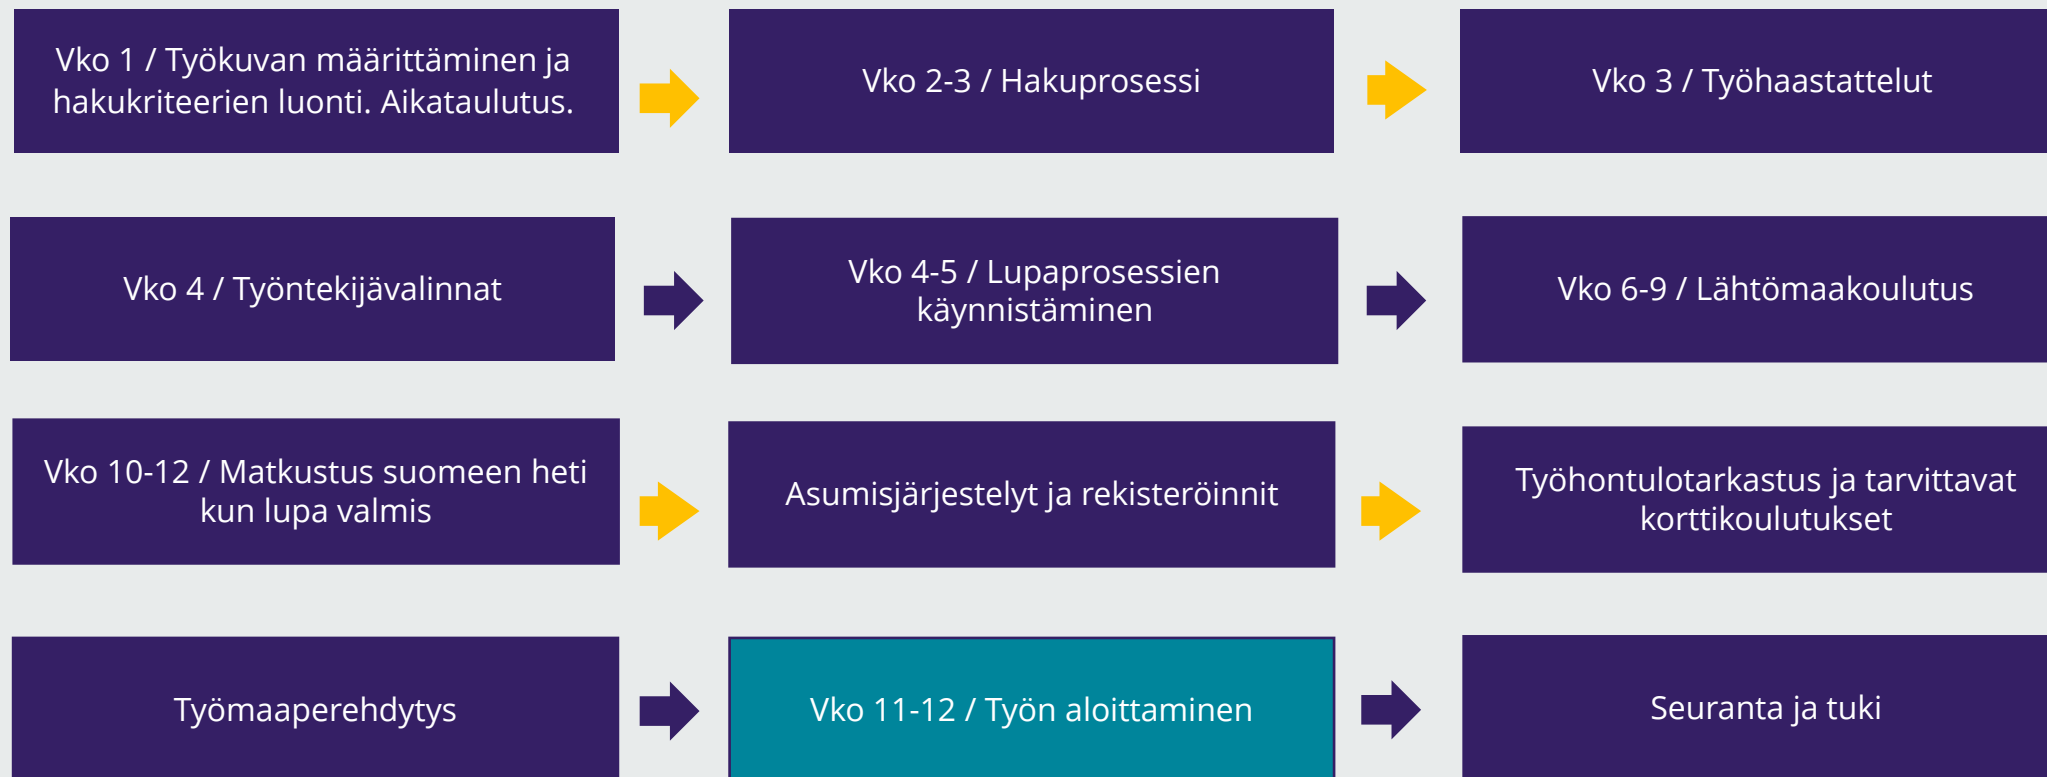 Vko 1 / Työkuvan määrittäminen ja
hakukriteerien luonti. Aikataulutus.
Vko 2-3 / Hakuprosessi
Vko 3 / Työhaastattelut
Vko 4 / Työntekijävalinnat
Vko 4-5 / Lupaprosessien
käynnistäminen
Vko 6-9 / Lähtömaakoulutus
Vko 10-12 / Matkustus suomeen heti
kun lupa valmis
Asumisjärjestelyt ja rekisteröinnit
Työhontulotarkastus ja tarvittavat
korttikoulutukset
Työmaaperehdytys
Vko 11-12 / Työn aloittaminen
Seuranta ja tuki